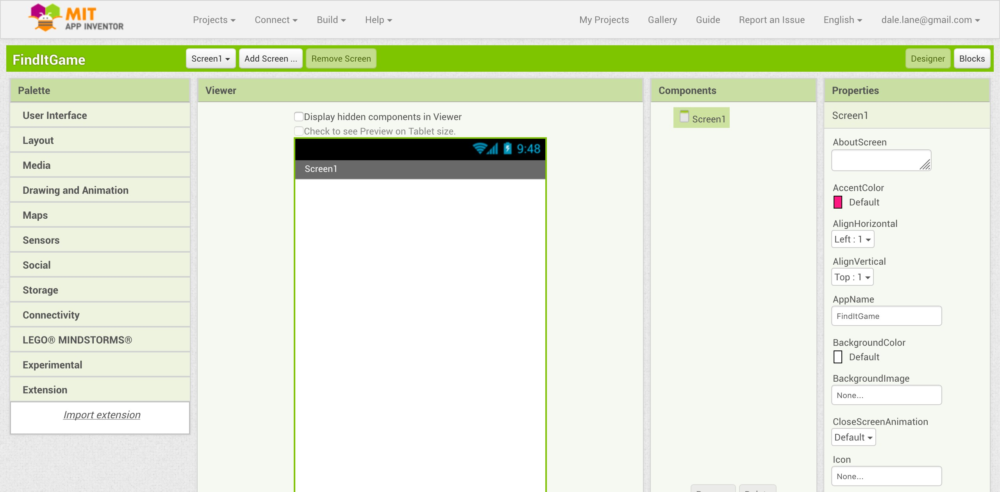 MIT
APP INVENTOR
Projects Connect Build Help My Projects Gallery Guide Report an Issue English dale.lane@gmail.com
FindItGame Screen1 Add Screen ... Remove Screen Designer Blocks
Palette
User Interface
Layout
Media
Drawing and Animation
Maps
Sensors
Social
Storage
Connectivity
LEGO® MINDSTORMS®
Experimental
Extension
Import extension
Viewer
Display hidden components in Viewer
Check to see Preview on Tablet size.
9:48
Screen1
Components
Screen1
Properties
Screen1
AboutScreen
AccentColor
Default
AlignHorizontal
Left : 1
AlignVertical
Top : 1
AppName
FindItGame
BackgroundColor
Default
BackgroundImage
None...
CloseScreenAnimation
Default
Icon
None...